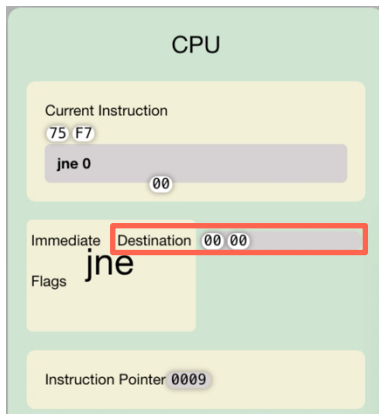 CPU
Current Instruction
75 F7
jne 0
00
Immediate Destination 00 00
jne
Flags
Instruction Pointer 0009